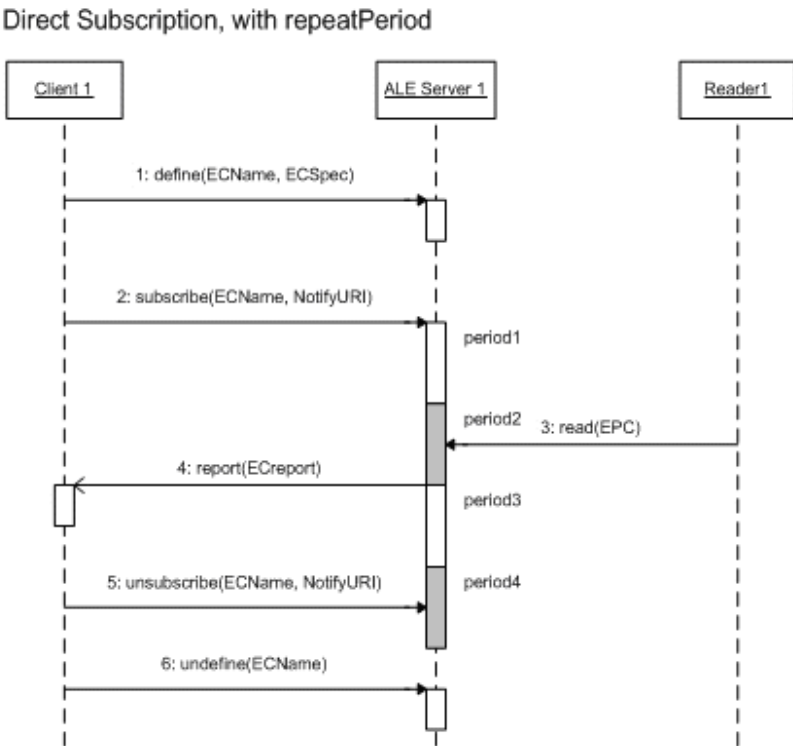 Direct Subscription, with repeatPeriod
Client 1
ALE Server 1
Reader1
1: define(ECName, ECSpec)
2: subscribe(ECName, NotifyURI)
period1
period2
3: read(EPC)
4: report(ECreport)
period3
5: unsubscribe(ECName, NotifyURI)
period4
6: undefine(ECName)